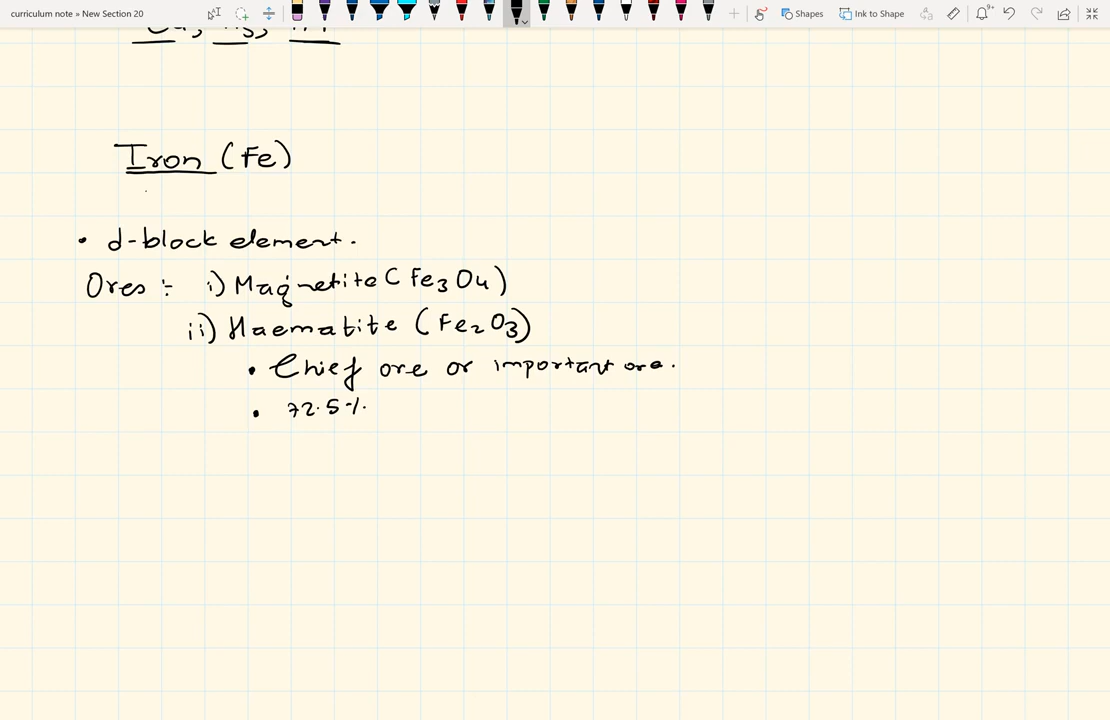 curriculum note » New Section 20
Shapes
Ink to Shape
9+
Iron (Fe)
• d-block element.
Ores :- i) Magnetite (Fe3O4)
ii) Haematite (Fe2O3)
• Chief ore or important ore.
• 72.5%